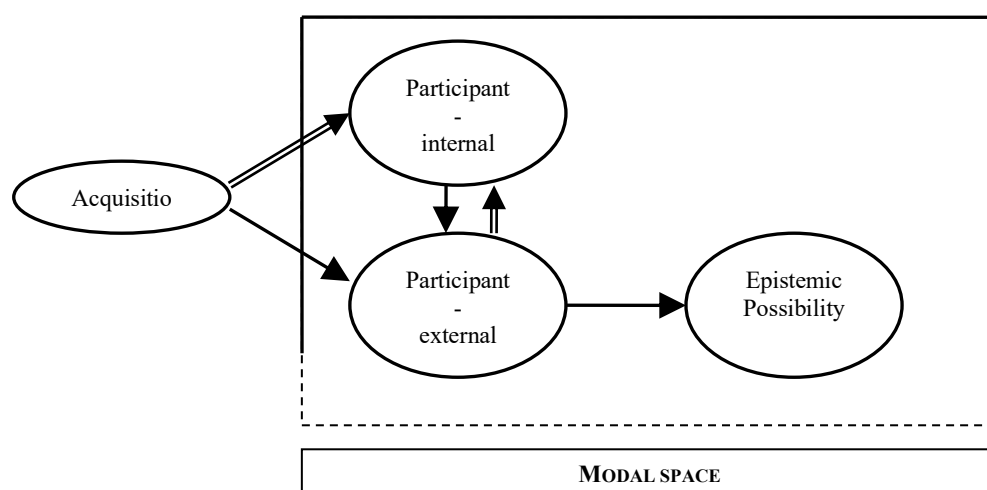 Participant
-
internal
Acquisitio
Participant
-
external
Epistemic
Possibility
MODAL SPACE